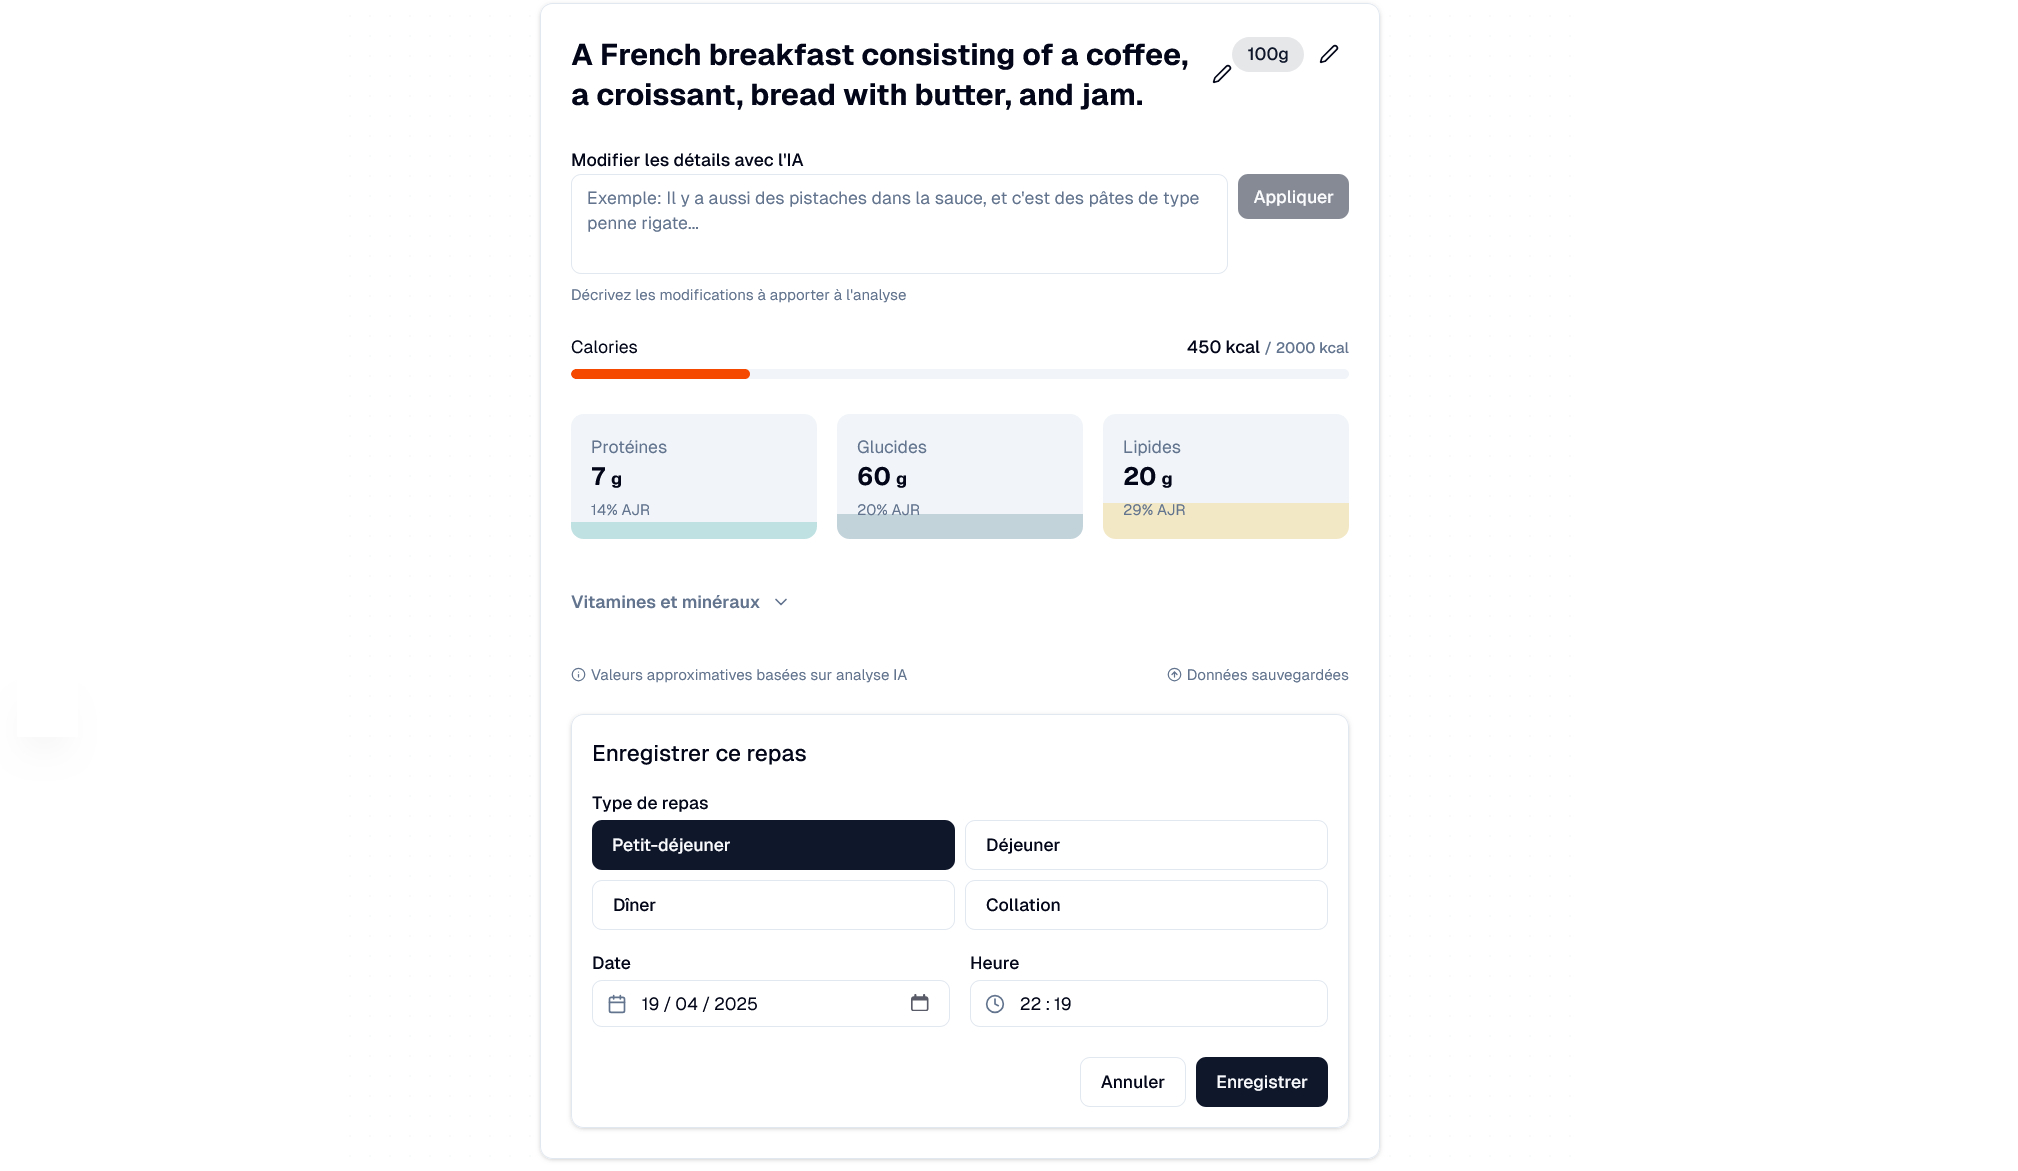 A French breakfast consisting of a coffee,
a croissant, bread with butter, and jam.
100g
Modifier les détails avec l'IA
Exemple: Il y a aussi des pistaches dans la sauce, et c'est des pâtes de type
penne rigate...
Appliquer
Décrivez les modifications à apporter à l'analyse
Calories
450 kcal / 2000 kcal
Protéines
7 g
14% AJR
Glucides
60 g
20% AJR
Lipides
20 g
29% AJR
Vitamines et minéraux
Valeurs approximatives basées sur analyse IA
Données sauvegardées
Enregistrer ce repas
Type de repas
Petit-déjeuner
Déjeuner
Dîner
Collation
Date
Heure
19 / 04 / 2025
22 : 19
Annuler
Enregistrer